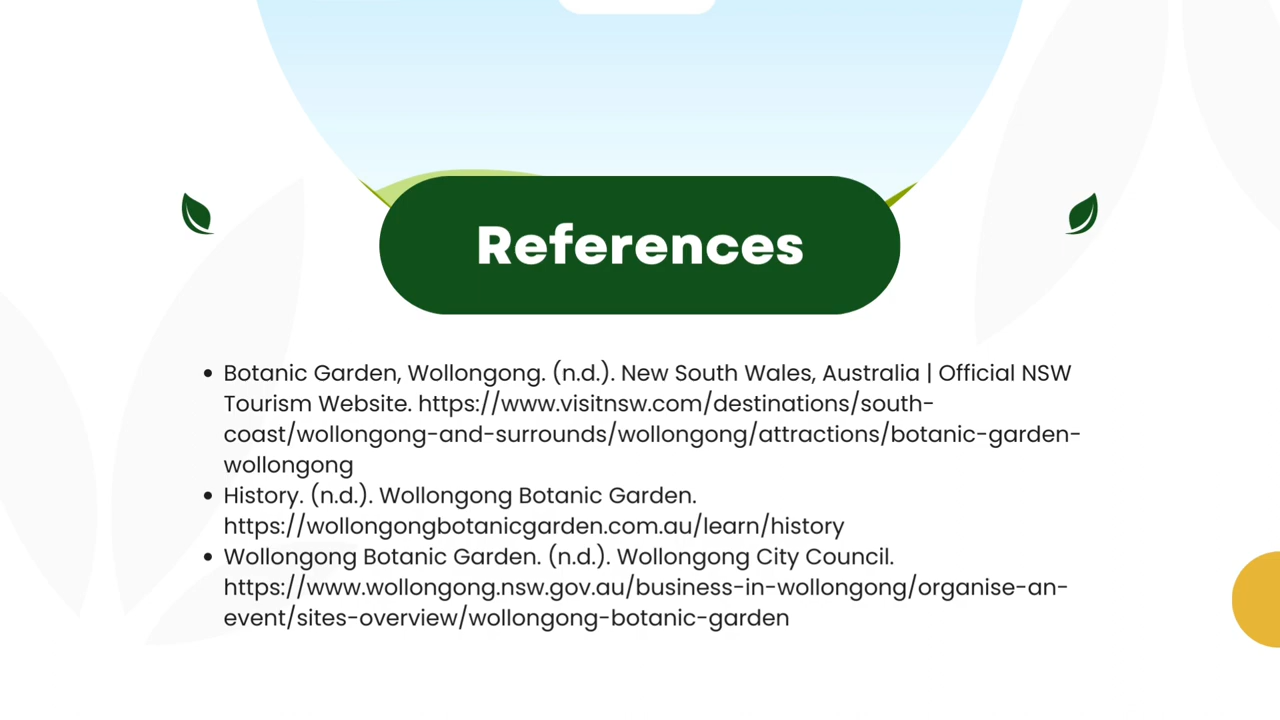 References
• Botanic Garden, Wollongong. (n.d.). New South Wales, Australia | Official NSW
Tourism Website. https://www.visitnsw.com/destinations/south-
coast/wollongong-and-surrounds/wollongong/attractions/botanic-garden-
wollongong
• History. (n.d.). Wollongong Botanic Garden.
https://wollongongbotanicgarden.com.au/learn/history
• Wollongong Botanic Garden. (n.d.). Wollongong City Council.
https://www.wollongong.nsw.gov.au/business-in-wollongong/organise-an-
event/sites-overview/wollongong-botanic-garden